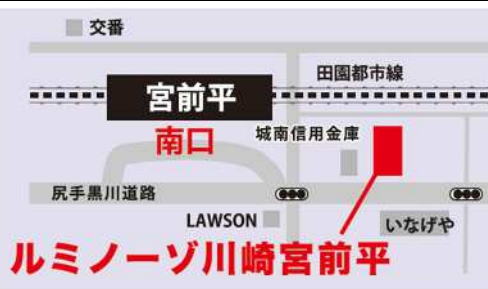 交番
田園都市線
宮前平
南口
城南信用金庫
尻手黒川道路
LAWSON
いなげや
ルミノーゾ川崎宮前平